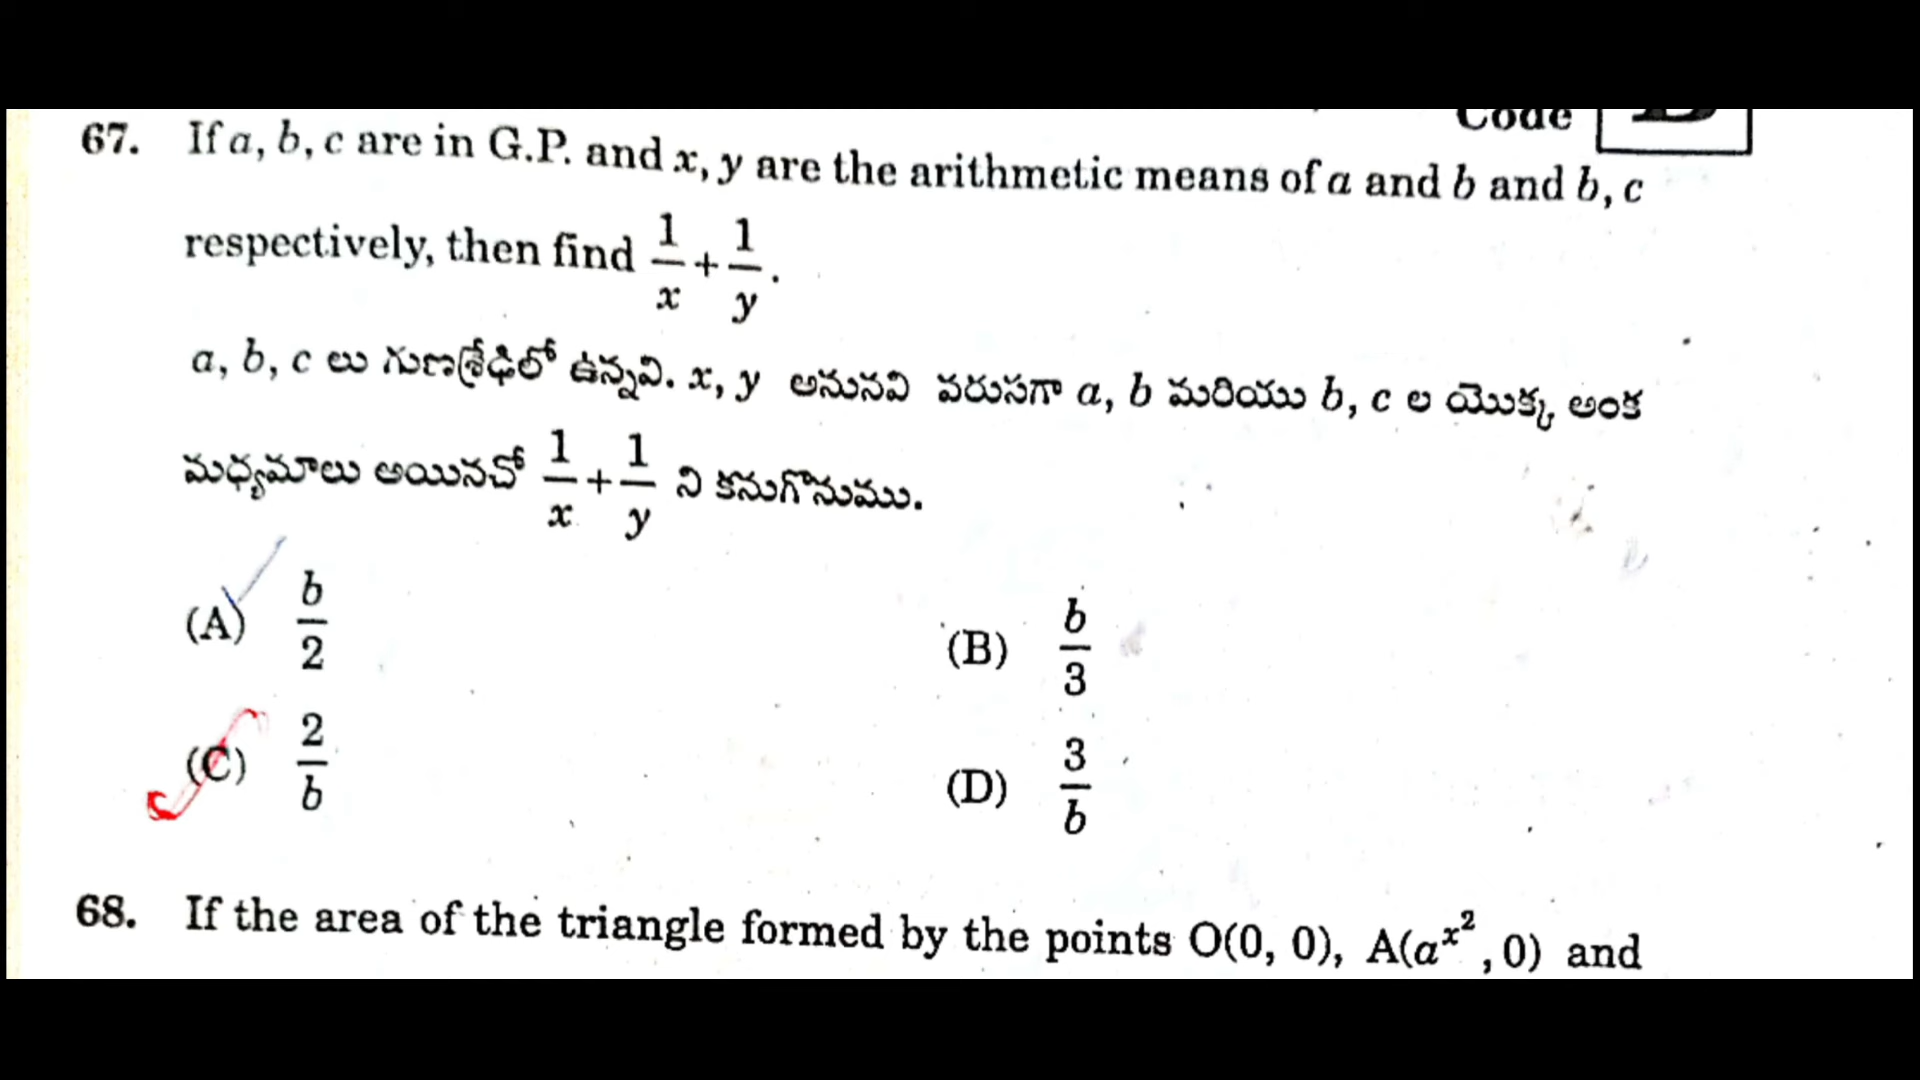 Code
67. If a, b, c are in G.P. and x, y are the arithmetic means of a and b and b, c
respectively, then find 1/x + 1/y.
a, b, c లు గుణశ్రేఢిలో ఉన్నవి. x, y అనునవి వరుసగా a, b మరియు b, c ల యొక్క అంక
మధ్యమాలు అయినచో 1/x + 1/y ని కనుగొనుము.
(A) b/2 (B) b/3
(C) 2/b (D) 3/b
68. If the area of the triangle formed by the points O(0, 0), A(a^{x^2}, 0) and